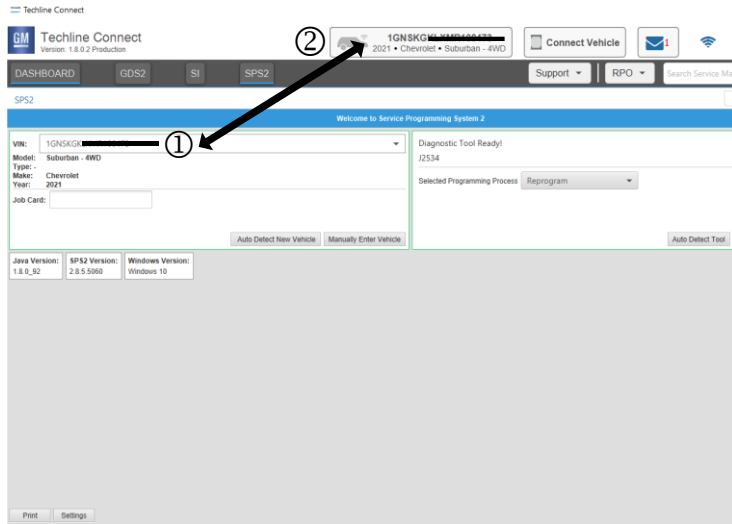 Techline Connect
GM
Techline Connect
Version: 1.8.0.2 Production
②
2021 • Chevrolet • Suburban - 4WD
Connect Vehicle
1
DASHBOARD
GDS2
SI
SPS2
Support
RPO
Search Service Ma
SPS2
Welcome to Service Programming System 2
VIN:
1GNSKGK
①
Model: Suburban - 4WD
Type: -
Make: Chevrolet
Year: 2021
Job Card:
Auto Detect New Vehicle
Manually Enter Vehicle
Diagnostic Tool Ready!
J2534
Selected Programming Process
Reprogram
Auto Detect Tool
Java Version:
1.8.0_92
SPS2 Version:
2.8.5.5060
Windows Version:
Windows 10
Print
Settings